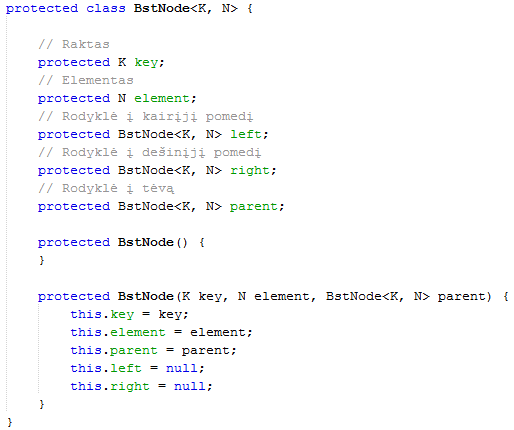 protected class BstNode<K, N> {
// Raktas
protected K key;
// Elementas
protected N element;
// Rodyklė į kairįjį pomedį
protected BstNode<K, N> left;
// Rodyklė į dešinįjį pomedį
protected BstNode<K, N> right;
// Rodyklė į tėvą
protected BstNode<K, N> parent;
protected BstNode() {
}
protected BstNode(K key, N element, BstNode<K, N> parent) {
this.key = key;
this.element = element;
this.parent = parent;
this.left = null;
this.right = null;
}
}